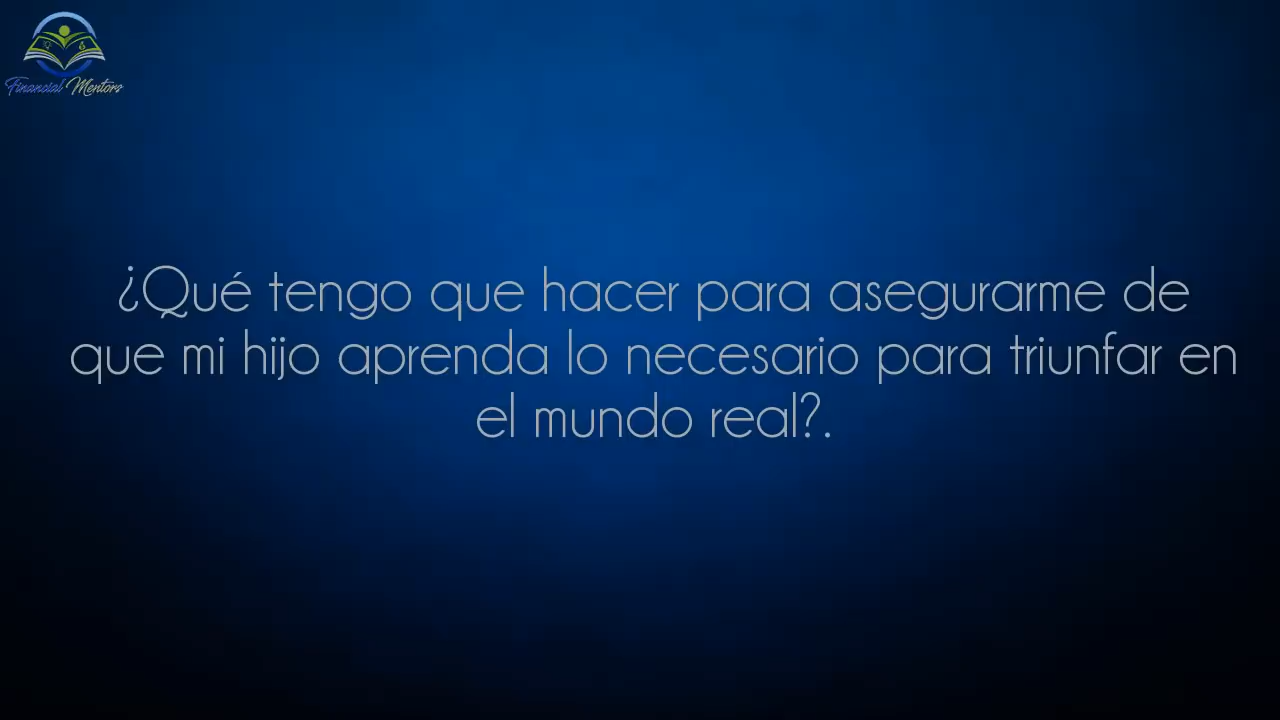 Financial Mentors
¿Qué tengo que hacer para asegurarme de
que mi hijo aprenda lo necesario para triunfar en
el mundo real?.